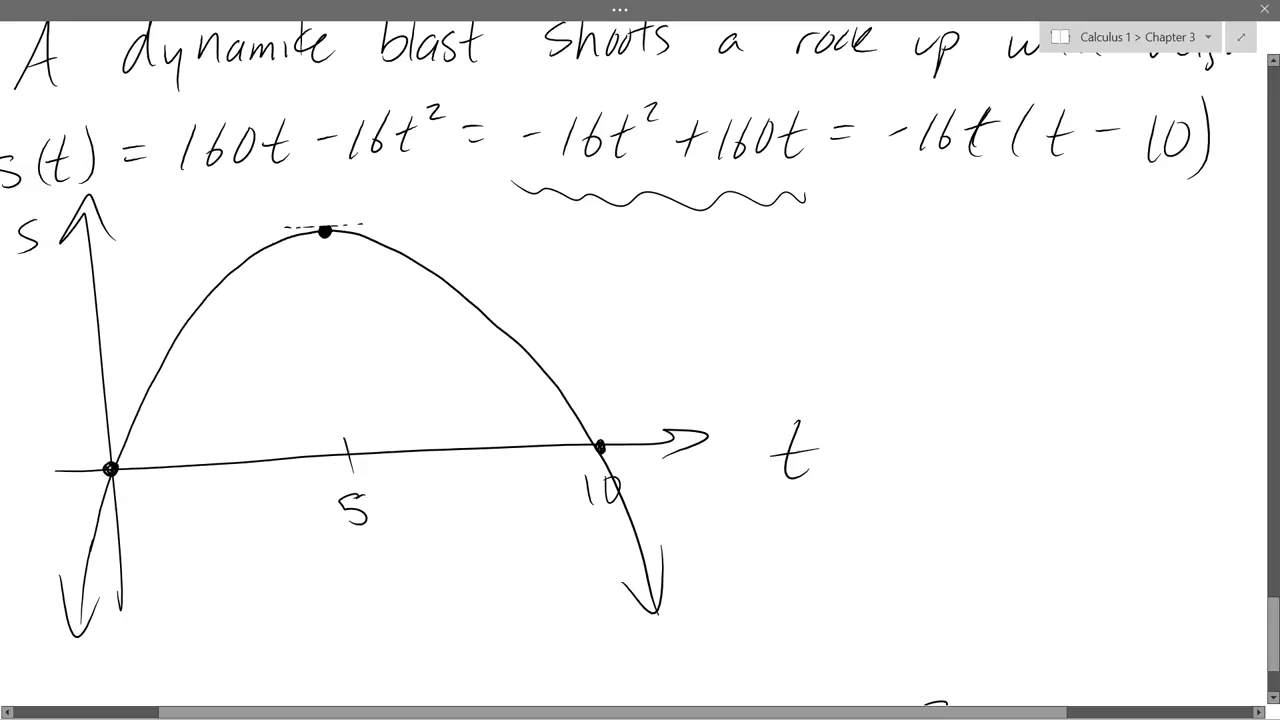 Calculus 1 > Chapter 3
A dynamite blast shoots a rock up
s(t) = 160t - 16t² = -16t² + 160t = -16t(t - 10)
s
t
5
10